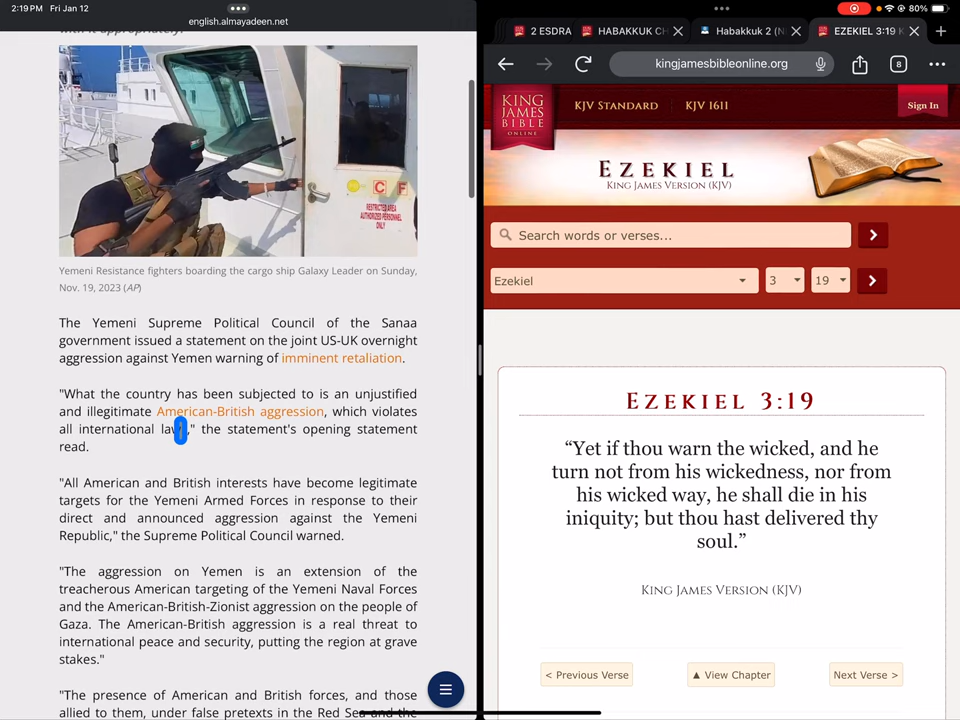 2:19 PM Fri Jan 12
80%
english.almayadeen.net
with it appropriately.
C F
RESTRICTED AREA
AUTHORIZED PERSONNEL
ONLY
Yemeni Resistance fighters boarding the cargo ship Galaxy Leader on Sunday,
Nov. 19, 2023 (AP)
The Yemeni Supreme Political Council of the Sanaa
government issued a statement on the joint US-UK overnight
aggression against Yemen warning of imminent retaliation.
"What the country has been subjected to is an unjustified
and illegitimate American-British aggression, which violates
all international law," the statement's opening statement
read.
"All American and British interests have become legitimate
targets for the Yemeni Armed Forces in response to their
direct and announced aggression against the Yemeni
Republic," the Supreme Political Council warned.
"The aggression on Yemen is an extension of the
treacherous American targeting of the Yemeni Naval Forces
and the American-British-Zionist aggression on the people of
Gaza. The American-British aggression is a real threat to
international peace and security, putting the region at grave
stakes."
"The presence of American and British forces, and those
allied to them, under false pretexts in the Red Sea and the
2 ESDRA
HABAKKUK CH
Habakkuk 2 (N
EZEKIEL 3:19 K
kingjamesbibleonline.org
8
KING
JAMES
BIBLE
ONLINE
KJV STANDARD
KJV 1611
Sign In
EZEKIEL
KING JAMES VERSION (KJV)
Search words or verses...
Ezekiel
3
19
EZEKIEL 3:19
“Yet if thou warn the wicked, and he
turn not from his wickedness, nor from
his wicked way, he shall die in his
iniquity; but thou hast delivered thy
soul.”
KING JAMES VERSION (KJV)
< Previous Verse
▲ View Chapter
Next Verse >